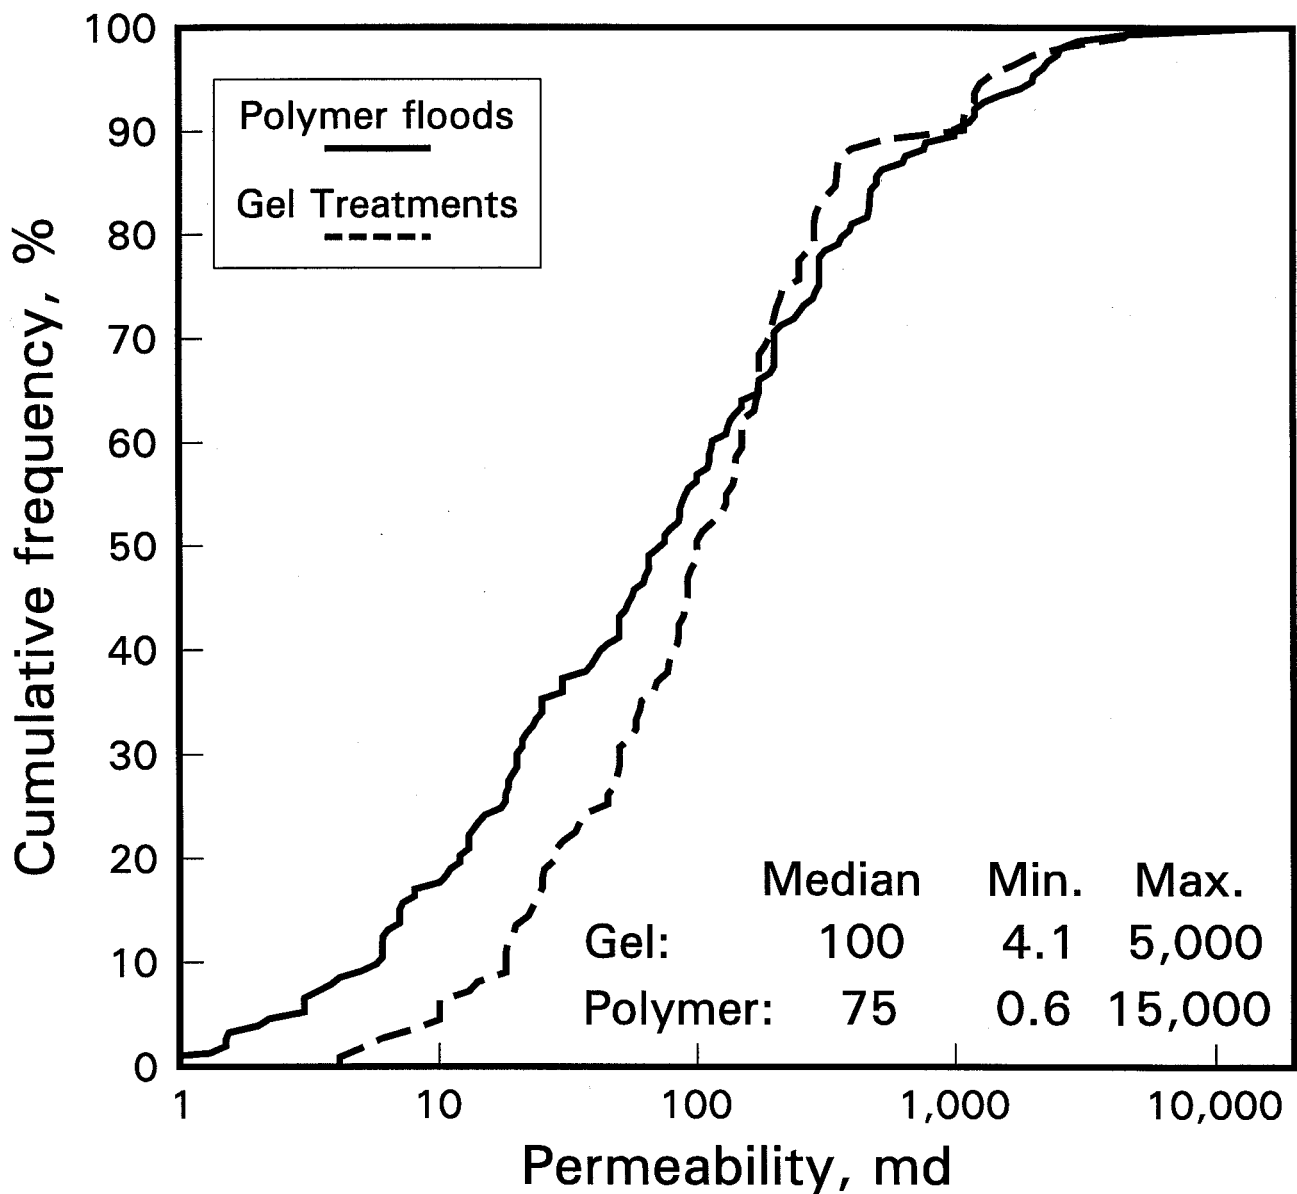 100
90
80
70
60
50
40
30
20
10
0
Cumulative frequency, %
Polymer floods
Gel Treatments
Median Min. Max.
Gel: 100 4.1 5,000
Polymer: 75 0.6 15,000
1 10 100 1,000 10,000
Permeability, md